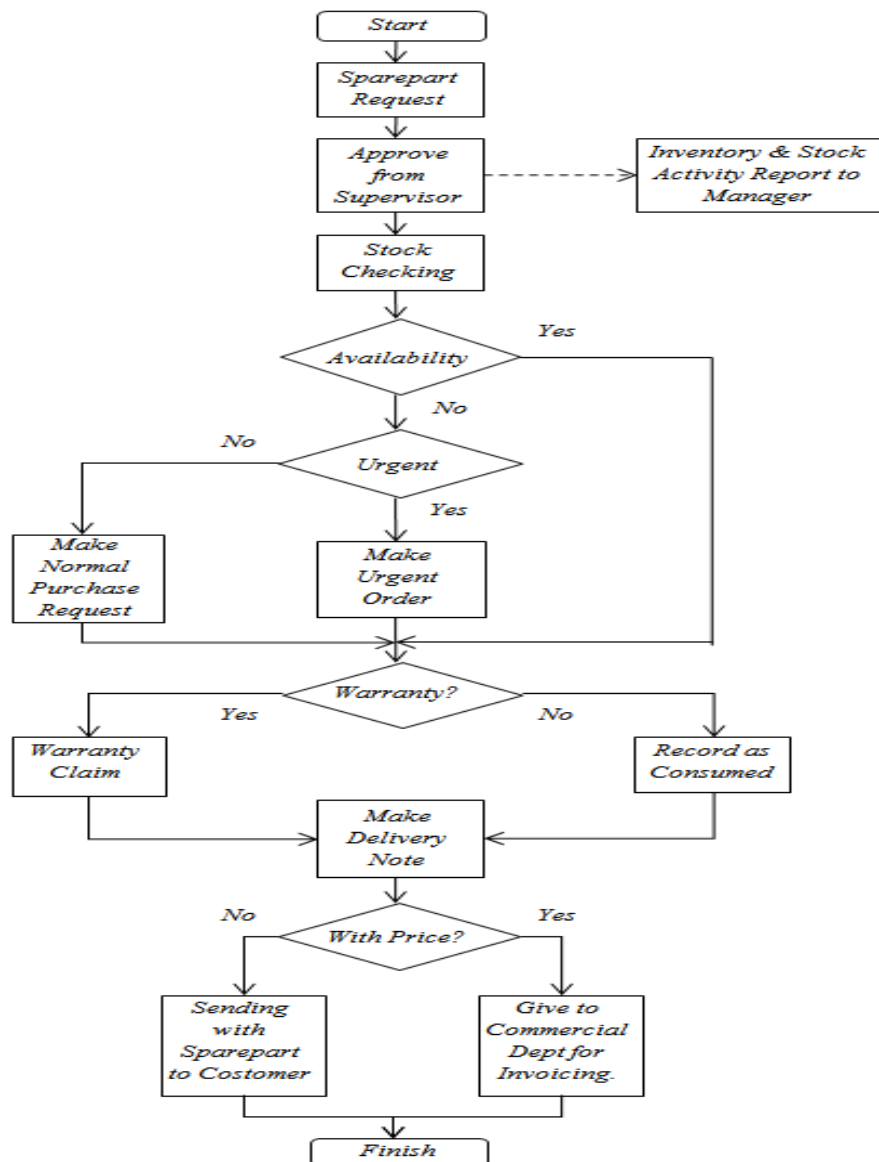 Start
Sparepart
Request
Approve
from
Supervisor
Inventory & Stock
Activity Report to
Manager
Stock
Checking
Yes
Availability
No
No
Urgent
Yes
Make
Normal
Purchase
Request
Make
Urgent
Order
Warranty?
Yes
No
Warranty
Claim
Record as
Consumed
Make
Delivery
Note
No
Yes
With Price?
Sending
with
Sparepart
to Costomer
Give to
Commercial
Dept for
Invoicing.
Finish